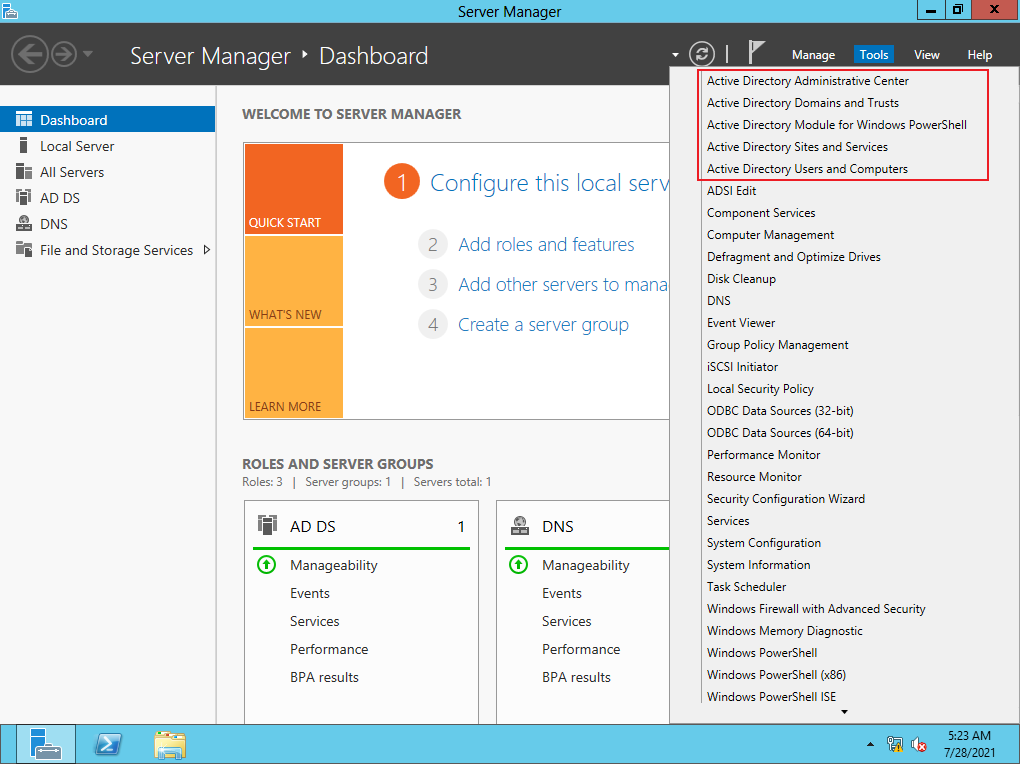 Server Manager
Server Manager ‣ Dashboard
Manage Tools View Help
Dashboard
Local Server
All Servers
AD DS
DNS
File and Storage Services
WELCOME TO SERVER MANAGER
QUICK START
WHAT'S NEW
LEARN MORE
1 Configure this local serv
2 Add roles and features
3 Add other servers to mana
4 Create a server group
ROLES AND SERVER GROUPS
Roles: 3 | Server groups: 1 | Servers total: 1
AD DS 1
Manageability
Events
Services
Performance
BPA results
DNS
Manageability
Events
Services
Performance
BPA results
Active Directory Administrative Center
Active Directory Domains and Trusts
Active Directory Module for Windows PowerShell
Active Directory Sites and Services
Active Directory Users and Computers
ADSI Edit
Component Services
Computer Management
Defragment and Optimize Drives
Disk Cleanup
DNS
Event Viewer
Group Policy Management
iSCSI Initiator
Local Security Policy
ODBC Data Sources (32-bit)
ODBC Data Sources (64-bit)
Performance Monitor
Resource Monitor
Security Configuration Wizard
Services
System Configuration
System Information
Task Scheduler
Windows Firewall with Advanced Security
Windows Memory Diagnostic
Windows PowerShell
Windows PowerShell (x86)
Windows PowerShell ISE
5:23 AM
7/28/2021